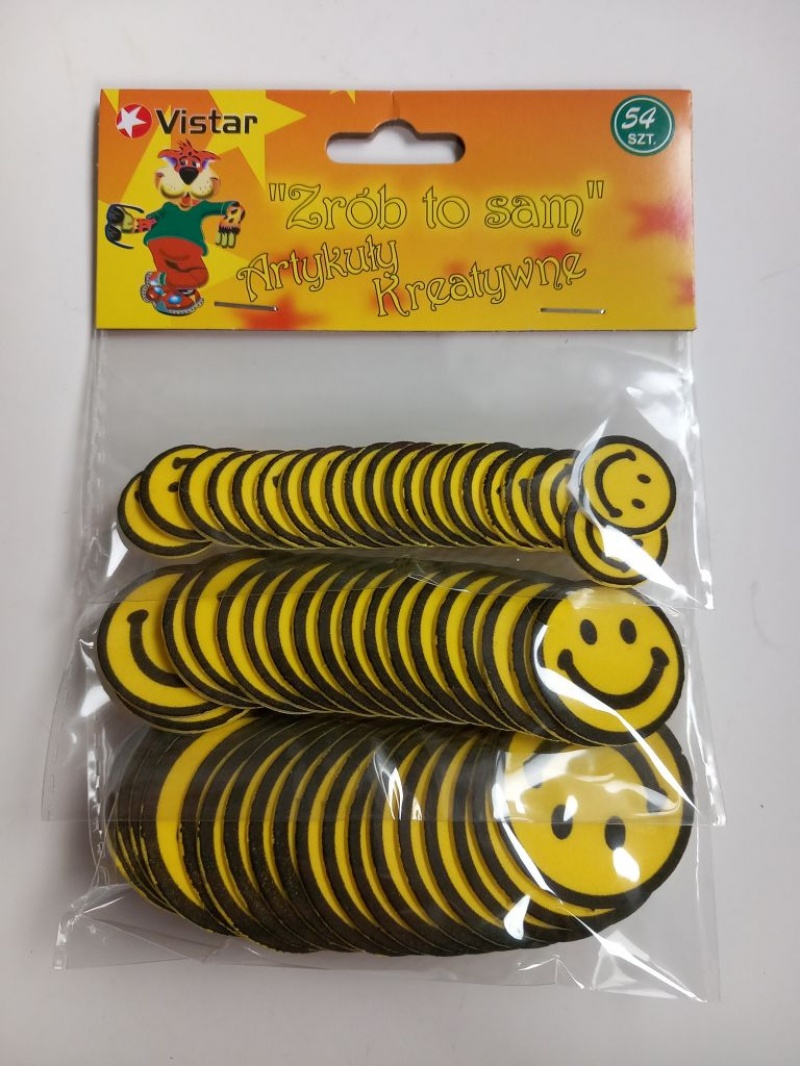 Vistar
54
SZT.
"Zrób to sam"
Artykuły
Kreatywne